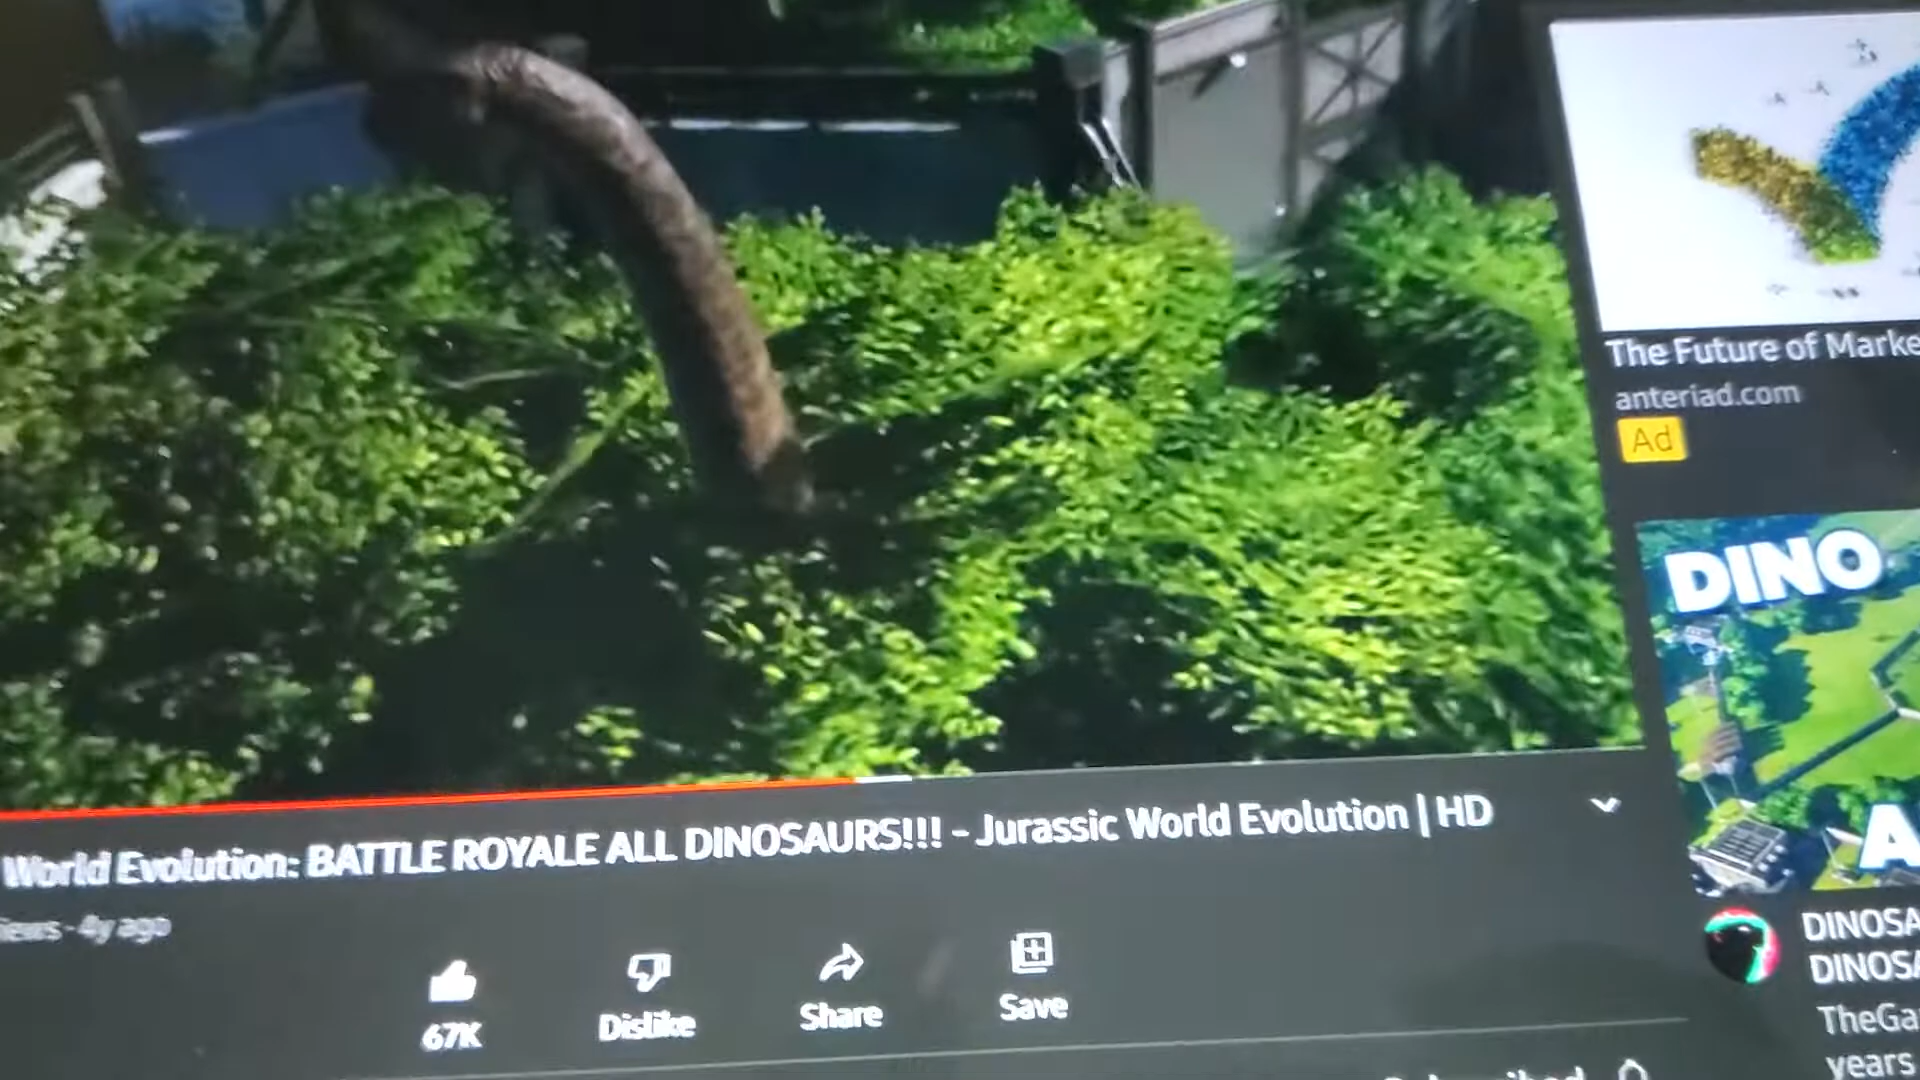 The Future of Marke
anteriad.com
Ad
DINO
A
World Evolution: BATTLE ROYALE ALL DINOSAURS!!! - Jurassic World Evolution | HD
iews · 4y ago
67K
Dislike
Share
Save
DINOSA
DINOSA
TheGa
years